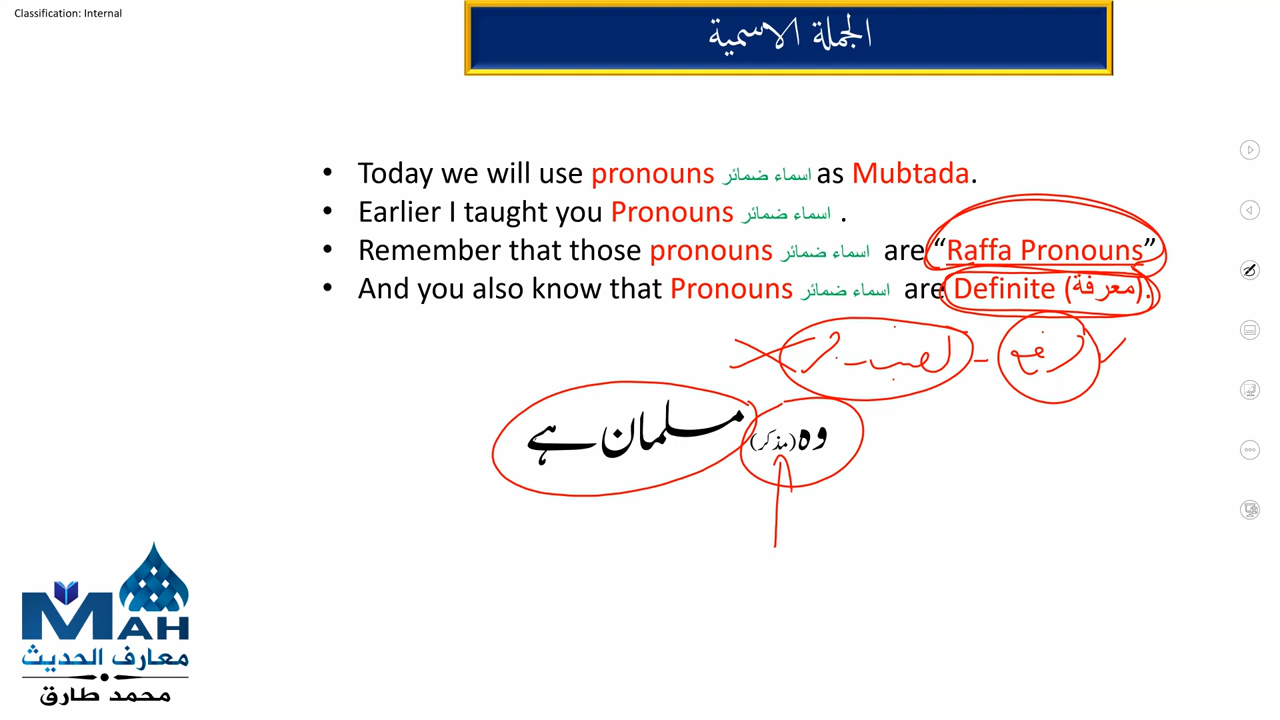 Classification: Internal
الجملة الاسمية
• Today we will use pronouns اسماء ضمائر as Mubtada.
• Earlier I taught you Pronouns اسماء ضمائر .
• Remember that those pronouns اسماء ضمائر are “Raffa Pronouns”
• And you also know that Pronouns اسماء ضمائر are Definite (معرفة).
رفع - نصب - جر
وہ (مذکر) مسلمان ہے
MAH
معارف الحديث
محمد طارق